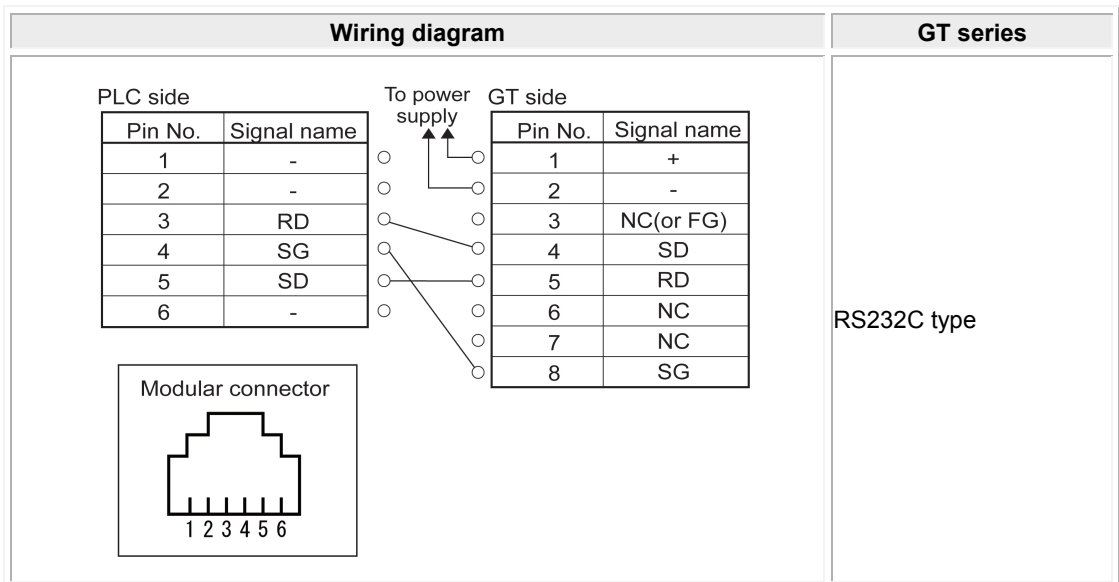 Wiring diagram GT series
PLC side To power supply GT side
Pin No. Signal name Pin No. Signal name
1 - 1 +
2 - 2 -
3 RD 3 NC(or FG)
4 SG 4 SD
5 SD 5 RD
6 - 6 NC
7 NC
8 SG
RS232C type
Modular connector
1 2 3 4 5 6